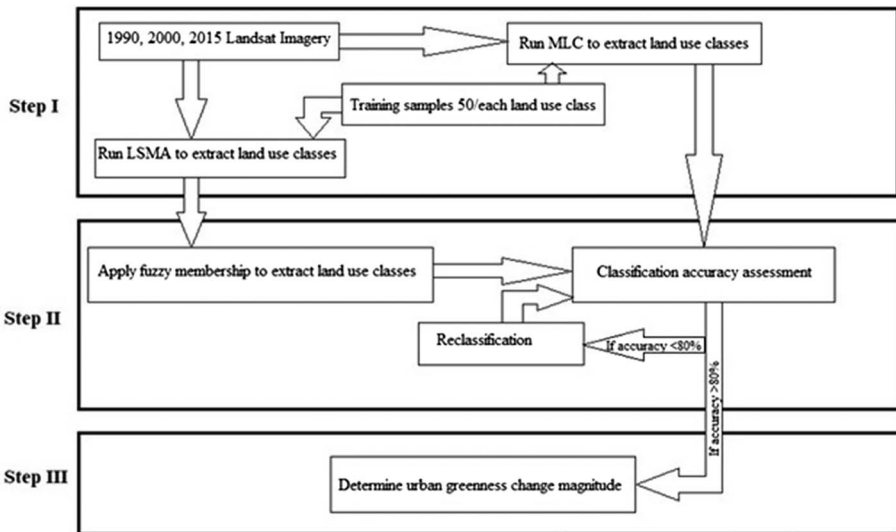 1990, 2000, 2015 Landsat Imagery
Run MLC to extract land use classes
Step I
Training samples 50/each land use class
Run LSMA to extract land use classes
Apply fuzzy membership to extract land use classes
Classification accuracy assessment
Step II
Reclassification
If accuracy <80%
If accuracy >80%
Step III
Determine urban greenness change magnitude